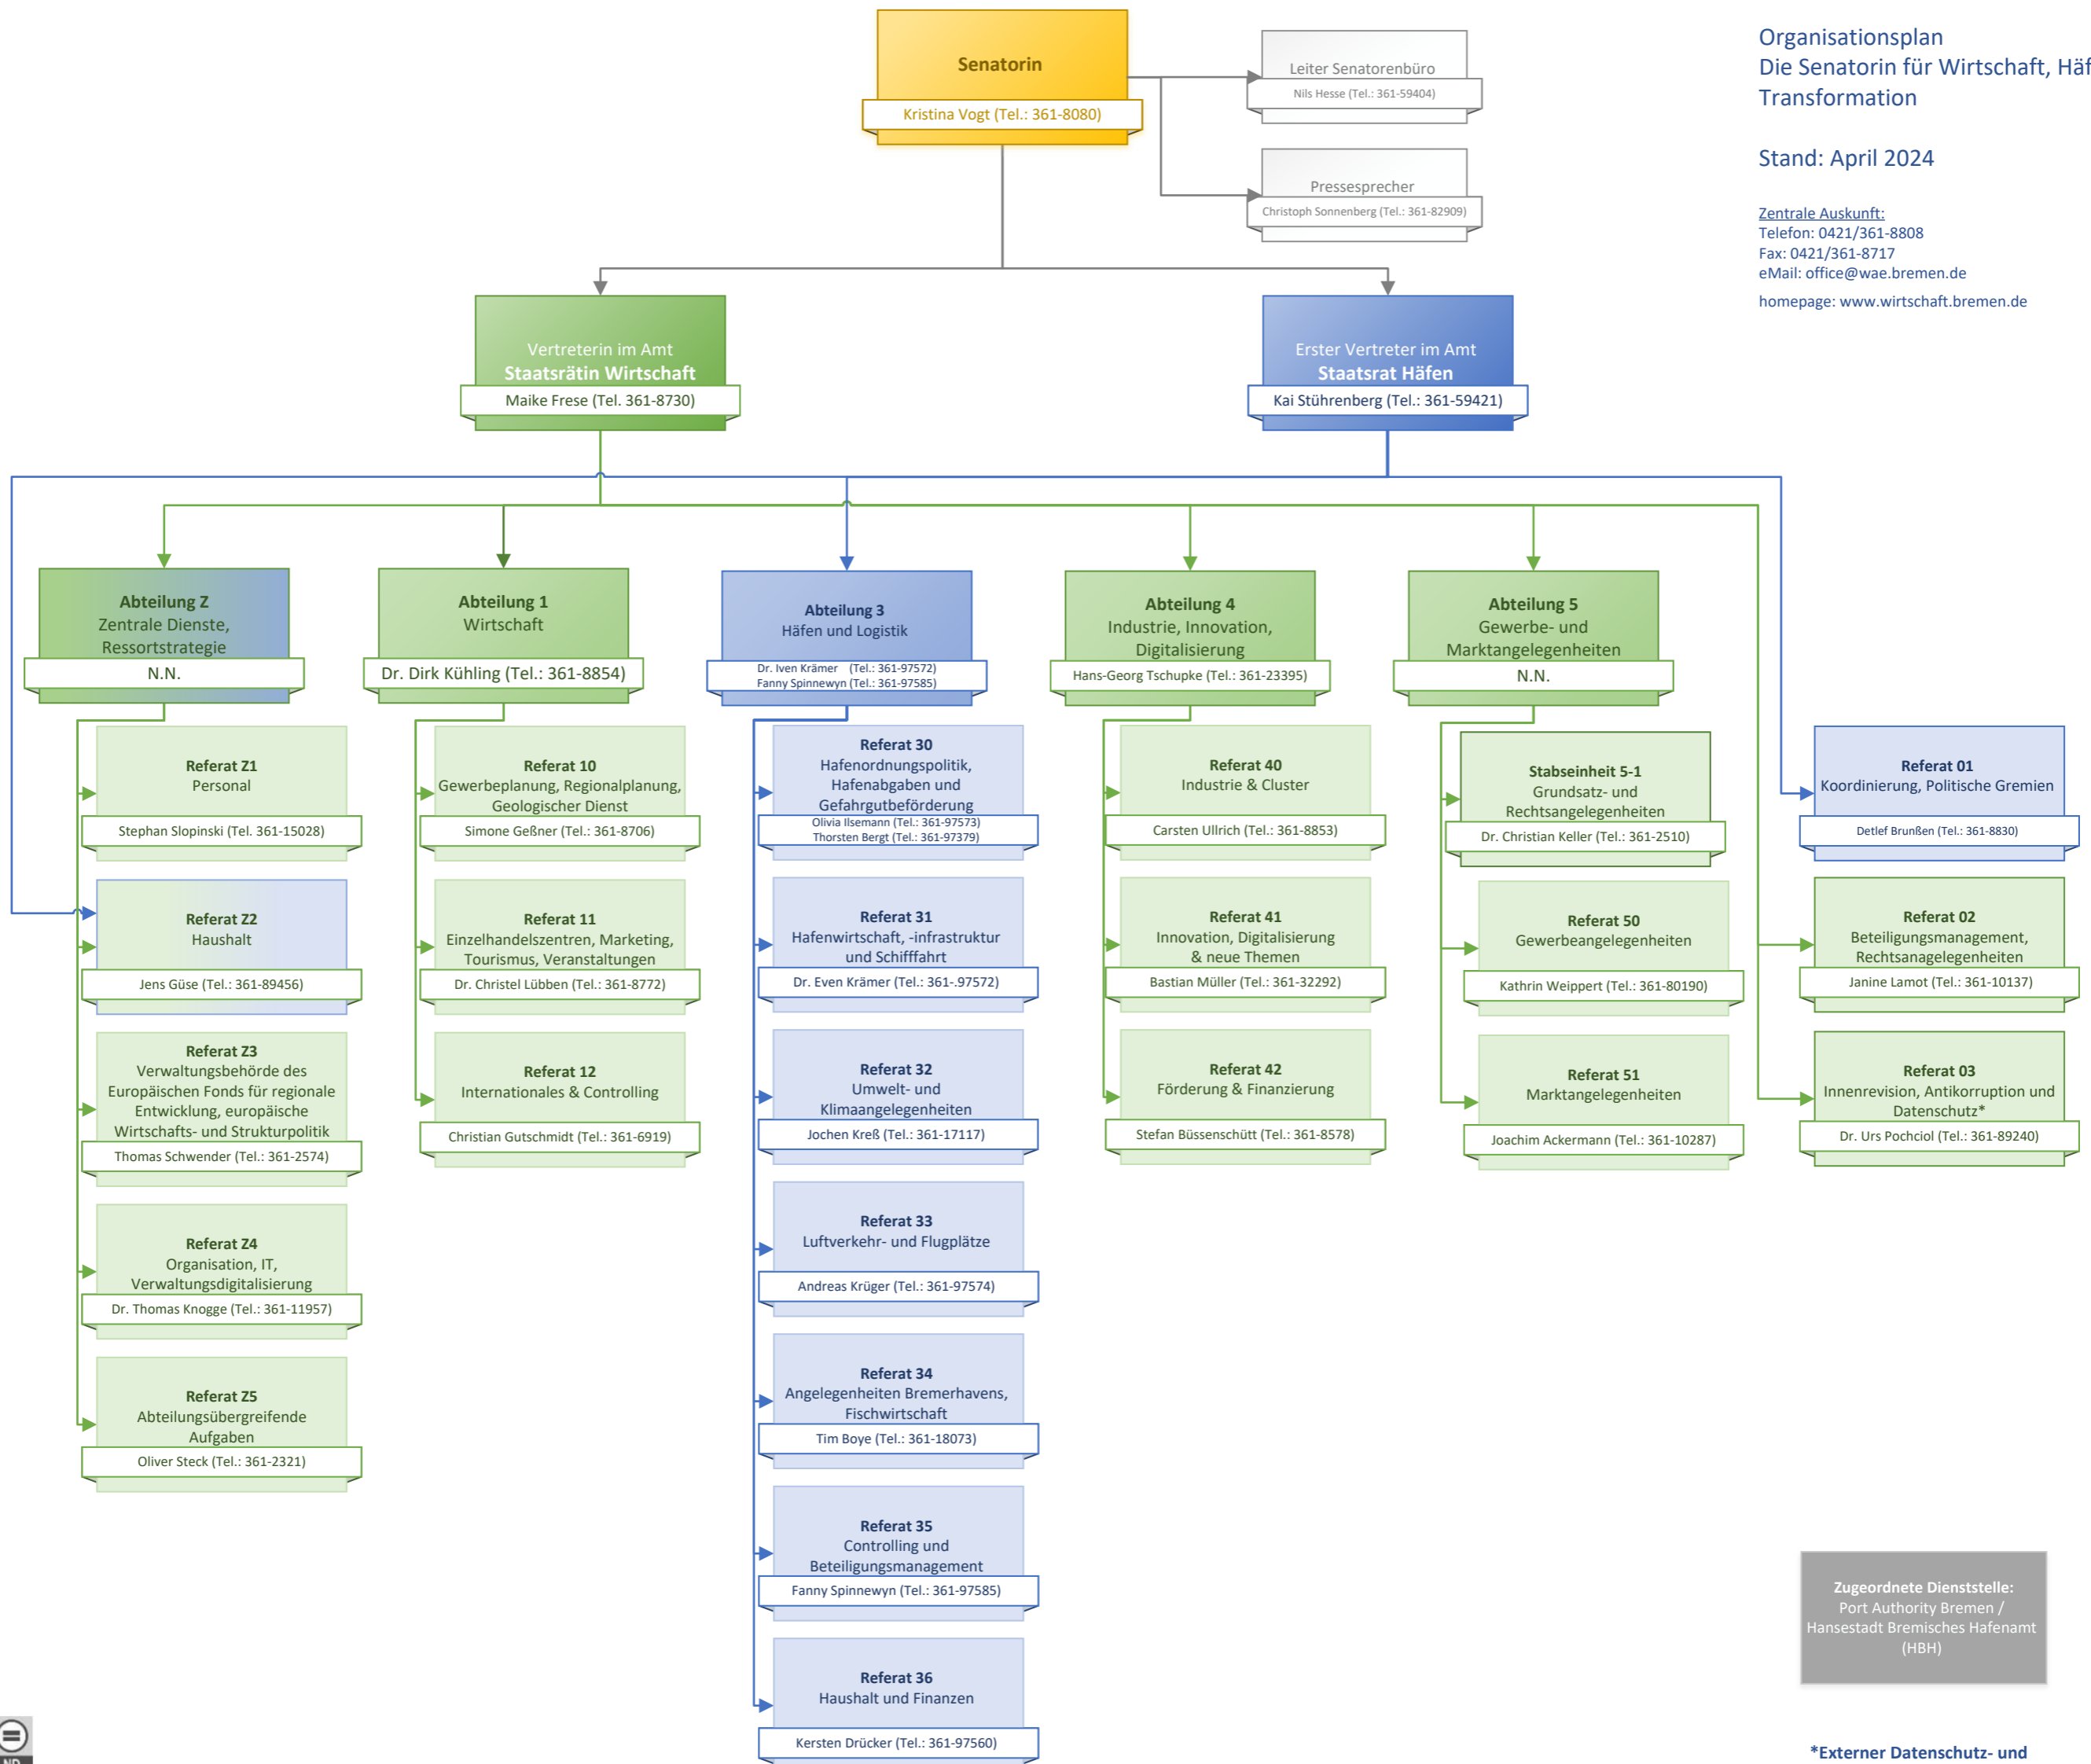 Organisationsplan
Die Senatorin für Wirtschaft, Häf
Transformation
Stand: April 2024
Zentrale Auskunft:
Telefon: 0421/361-8808
Fax: 0421/361-8717
eMail: office@wae.bremen.de
homepage: www.wirtschaft.bremen.de
Senatorin
Kristina Vogt (Tel.: 361-8080)
Leiter Senatorenbüro
Nils Hesse (Tel.: 361-59404)
Pressesprecher
Christoph Sonnenberg (Tel.: 361-82909)
Vertreterin im Amt
Staatsrätin Wirtschaft
Maike Frese (Tel. 361-8730)
Erster Vertreter im Amt
Staatsrat Häfen
Kai Stührenberg (Tel.: 361-59421)
Abteilung Z
Zentrale Dienste,
Ressortstrategie
N.N.
Referat Z1
Personal
Stephan Slopinski (Tel. 361-15028)
Referat Z2
Haushalt
Jens Güse (Tel.: 361-89456)
Referat Z3
Verwaltungsbehörde des
Europäischen Fonds für regionale
Entwicklung, europäische
Wirtschafts- und Strukturpolitik
Thomas Schwender (Tel.: 361-2574)
Referat Z4
Organisation, IT,
Verwaltungsdigitalisierung
Dr. Thomas Knogge (Tel.: 361-11957)
Referat Z5
Abteilungsübergreifende
Aufgaben
Oliver Steck (Tel.: 361-2321)
Abteilung 1
Wirtschaft
Dr. Dirk Kühling (Tel.: 361-8854)
Referat 10
Gewerbeplanung, Regionalplanung,
Geologischer Dienst
Simone Geßner (Tel.: 361-8706)
Referat 11
Einzelhandelszentren, Marketing,
Tourismus, Veranstaltungen
Dr. Christel Lübben (Tel.: 361-8772)
Referat 12
Internationales & Controlling
Christian Gutschmidt (Tel.: 361-6919)
Abteilung 3
Häfen und Logistik
Dr. Iven Krämer (Tel.: 361-97572)
Fanny Spinnewyn (Tel.: 361-97585)
Referat 30
Hafenordnungspolitik,
Hafenabgaben und
Gefahrgutbeförderung
Olivia Ilsemann (Tel.: 361-97573)
Thorsten Bergt (Tel.: 361-97379)
Referat 31
Hafenwirtschaft, -infrastruktur
und Schifffahrt
Dr. Even Krämer (Tel.: 361-.97572)
Referat 32
Umwelt- und
Klimaangelegenheiten
Jochen Kreß (Tel.: 361-17117)
Referat 33
Luftverkehr- und Flugplätze
Andreas Krüger (Tel.: 361-97574)
Referat 34
Angelegenheiten Bremerhavens,
Fischwirtschaft
Tim Boye (Tel.: 361-18073)
Referat 35
Controlling und
Beteiligungsmanagement
Fanny Spinnewyn (Tel.: 361-97585)
Referat 36
Haushalt und Finanzen
Kersten Drücker (Tel.: 361-97560)
Abteilung 4
Industrie, Innovation,
Digitalisierung
Hans-Georg Tschupke (Tel.: 361-23395)
Referat 40
Industrie & Cluster
Carsten Ullrich (Tel.: 361-8853)
Referat 41
Innovation, Digitalisierung
& neue Themen
Bastian Müller (Tel.: 361-32292)
Referat 42
Förderung & Finanzierung
Stefan Büssenschütt (Tel.: 361-8578)
Abteilung 5
Gewerbe- und
Marktangelegenheiten
N.N.
Stabseinheit 5-1
Grundsatz- und
Rechtsangelegenheiten
Dr. Christian Keller (Tel.: 361-2510)
Referat 50
Gewerbeangelegenheiten
Kathrin Weippert (Tel.: 361-80190)
Referat 51
Marktangelegenheiten
Joachim Ackermann (Tel.: 361-10287)
Referat 01
Koordinierung, Politische Gremien
Detlef Brunßen (Tel.: 361-8830)
Referat 02
Beteiligungsmanagement,
Rechtsanagelegenheiten
Janine Lamot (Tel.: 361-10137)
Referat 03
Innenrevision, Antikorruption und
Datenschutz*
Dr. Urs Pochciol (Tel.: 361-89240)
Zugeordnete Dienststelle:
Port Authority Bremen /
Hansestadt Bremisches Hafenamt
(HBH)
*Externer Datenschutz- und